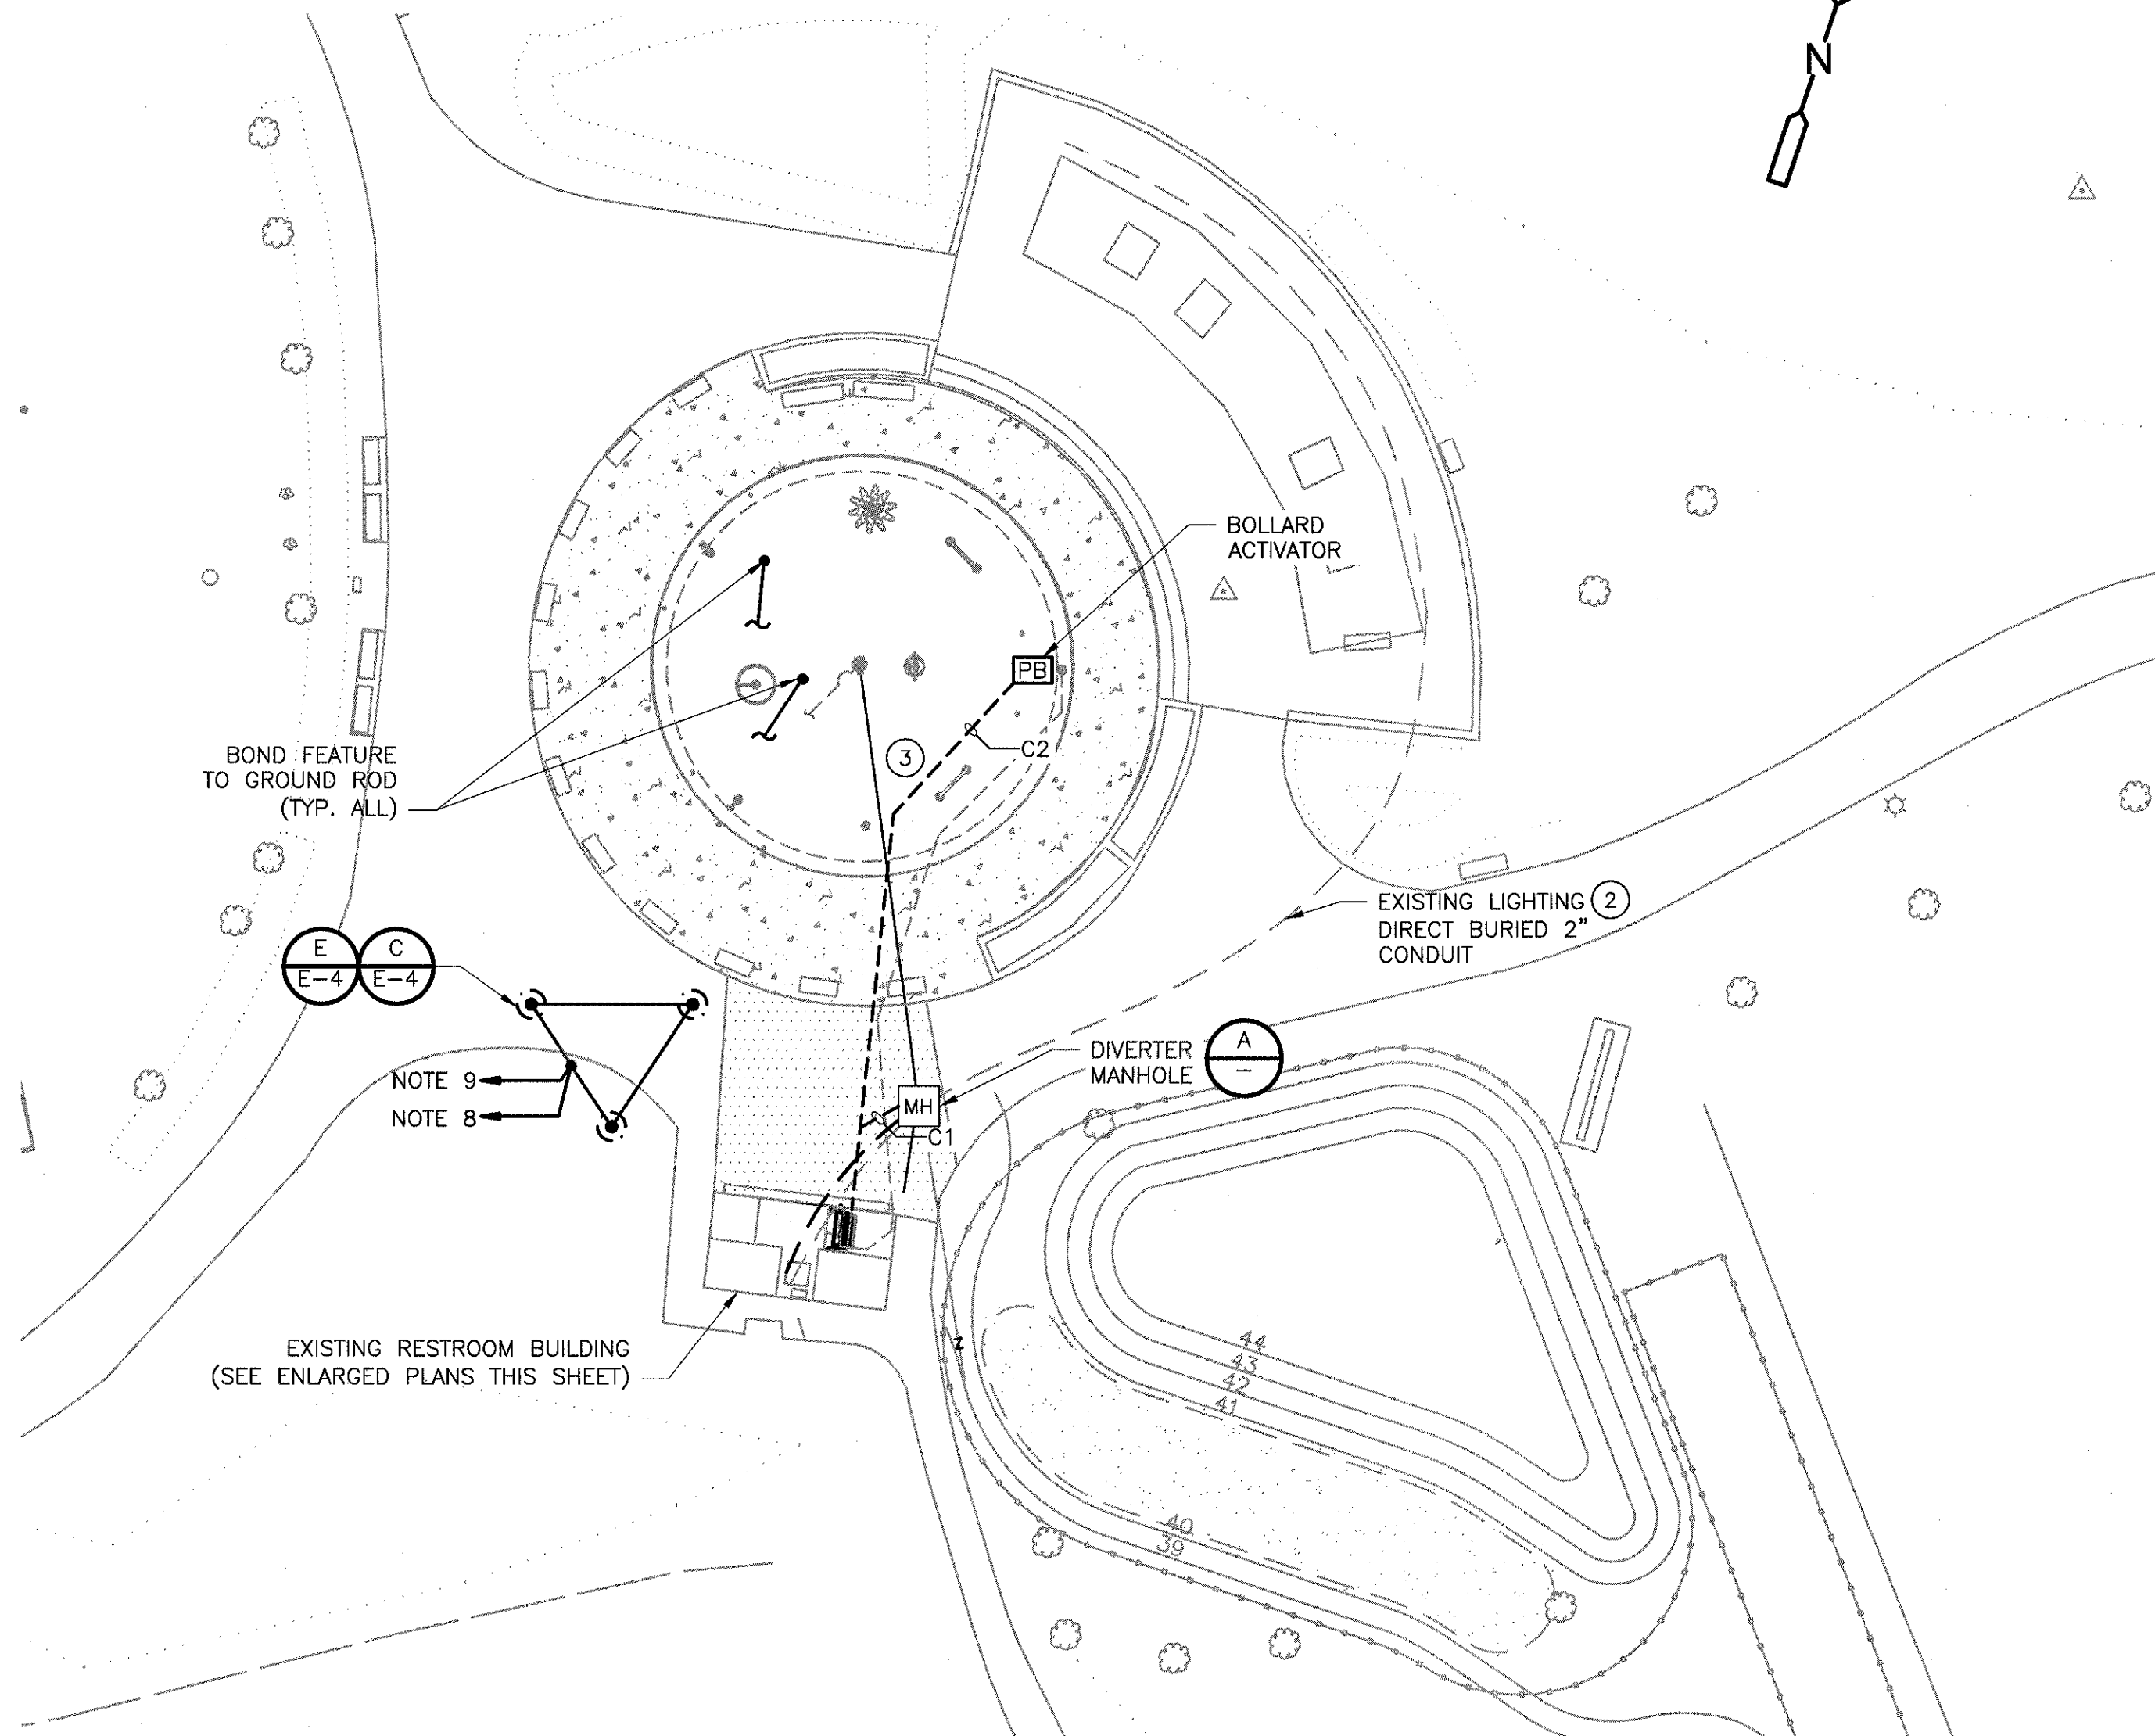 N
BOLLARD
ACTIVATOR
PB
C2
3
BOND FEATURE
TO GROUND ROD
(TYP. ALL)
EXISTING LIGHTING 2
DIRECT BURIED 2"
CONDUIT
E C
E-4 E-4
DIVERTER
MANHOLE
A
-
NOTE 9
NOTE 8
MH
C1
EXISTING RESTROOM BUILDING
(SEE ENLARGED PLANS THIS SHEET)
Z
44
43
42
41
40
39